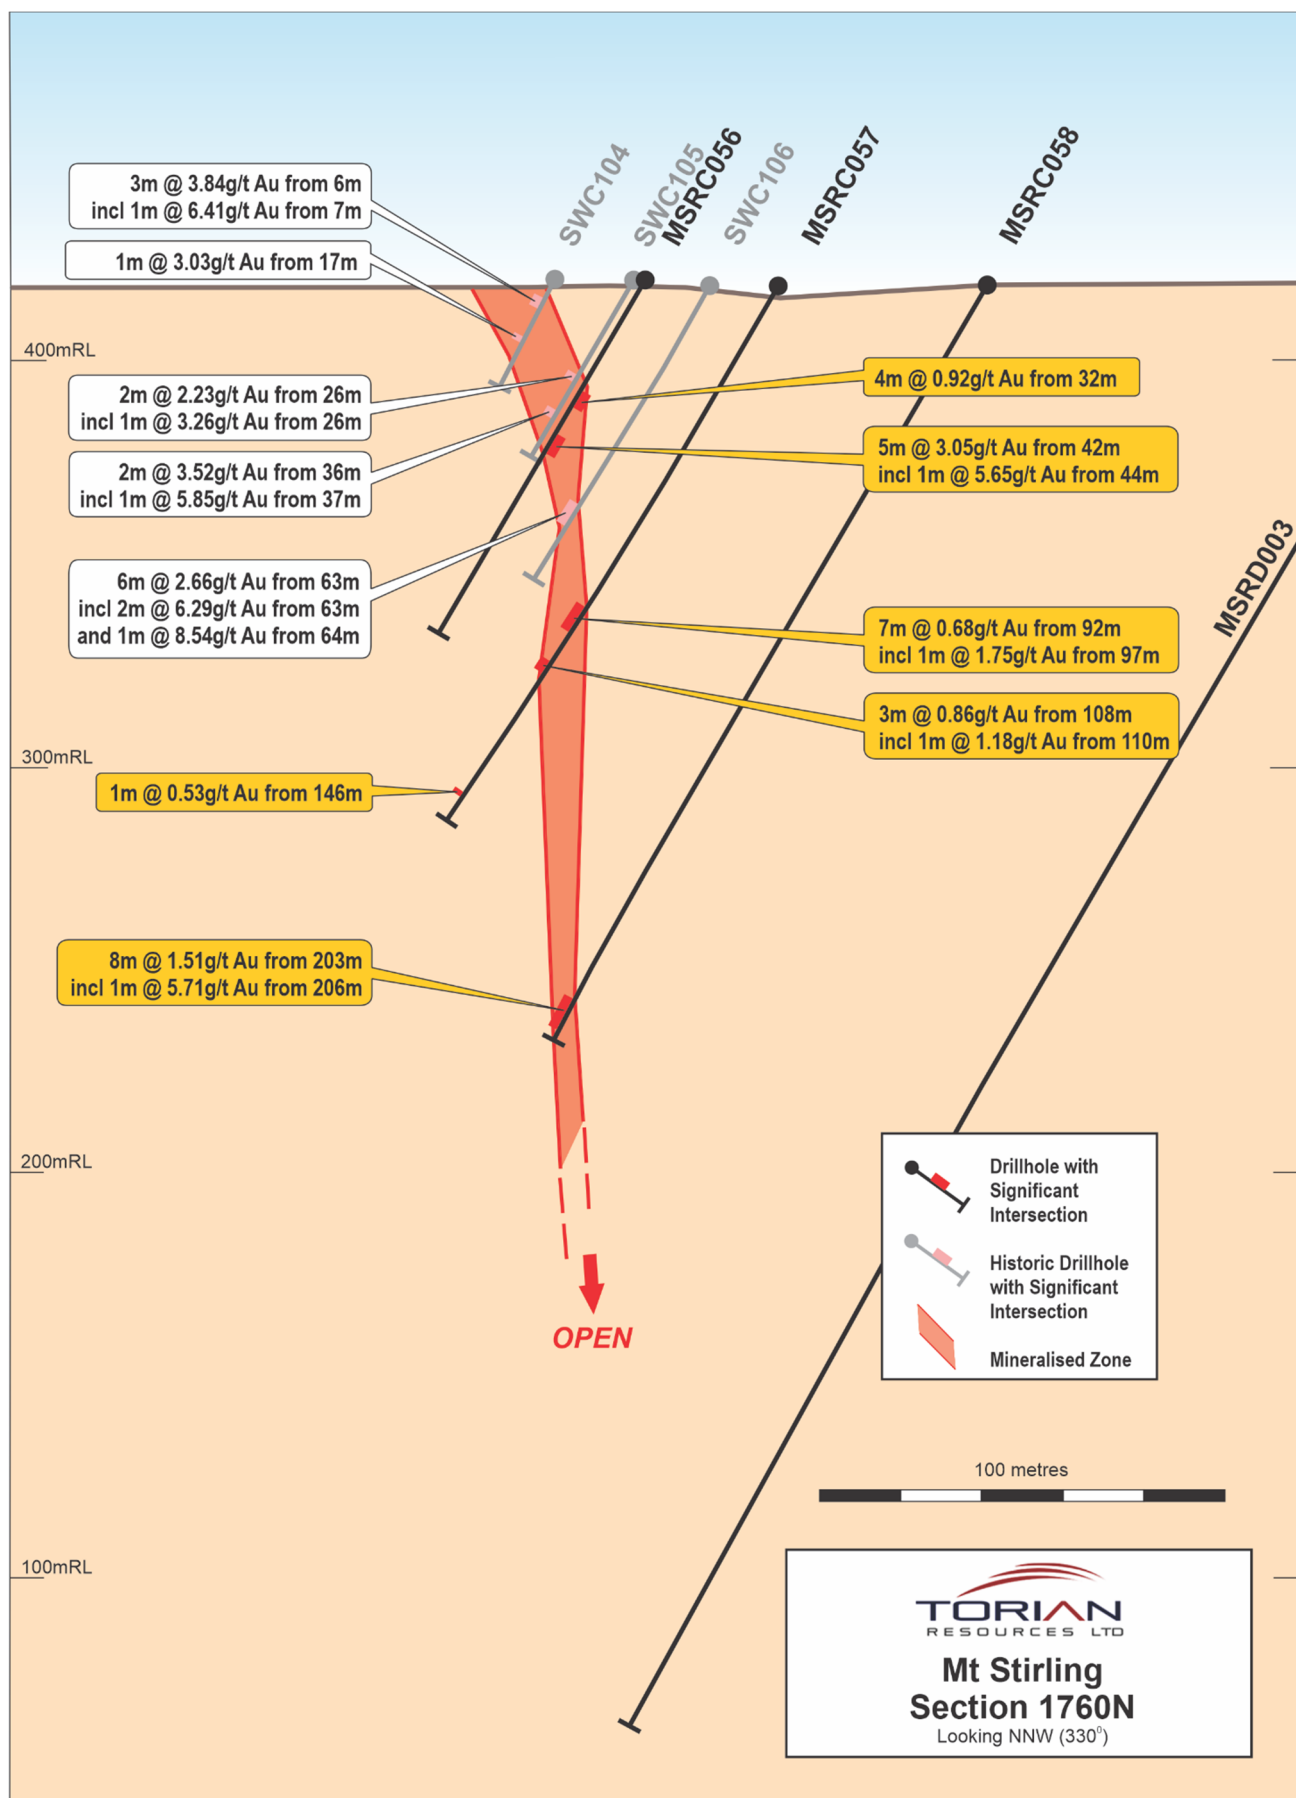 SWC104
SWC105
MSRC056
SWC106
MSRC057
MSRC058
3m @ 3.84g/t Au from 6m
incl 1m @ 6.41g/t Au from 7m
1m @ 3.03g/t Au from 17m
400mRL
2m @ 2.23g/t Au from 26m
incl 1m @ 3.26g/t Au from 26m
4m @ 0.92g/t Au from 32m
5m @ 3.05g/t Au from 42m
incl 1m @ 5.65g/t Au from 44m
2m @ 3.52g/t Au from 36m
incl 1m @ 5.85g/t Au from 37m
MSRD003
6m @ 2.66g/t Au from 63m
incl 2m @ 6.29g/t Au from 63m
and 1m @ 8.54g/t Au from 64m
7m @ 0.68g/t Au from 92m
incl 1m @ 1.75g/t Au from 97m
3m @ 0.86g/t Au from 108m
incl 1m @ 1.18g/t Au from 110m
300mRL
1m @ 0.53g/t Au from 146m
8m @ 1.51g/t Au from 203m
incl 1m @ 5.71g/t Au from 206m
200mRL
OPEN
Drillhole with
Significant
Intersection
Historic Drillhole
with Significant
Intersection
Mineralised Zone
100 metres
100mRL
TORIAN
RESOURCES LTD
Mt Stirling
Section 1760N
Looking NNW (330⁰)